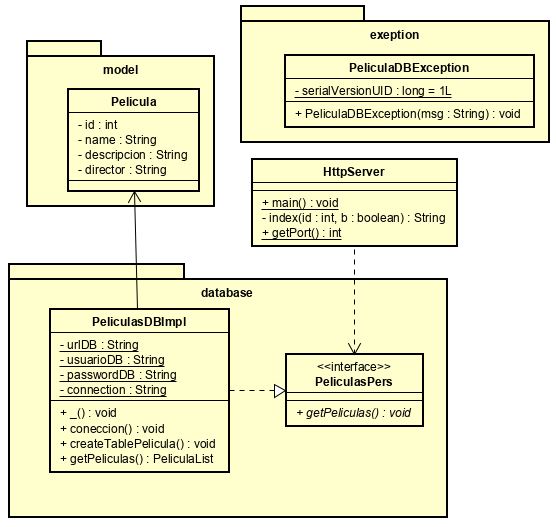 exeption
PeliculaDBException
- serialVersionUID : long = 1L
+ PeliculaDBException(msg : String) : void
model
Pelicula
- id : int
- name : String
- descripcion : String
- director : String
HttpServer
+ main() : void
- index(id : int, b : boolean) : String
+ getPort() : int
database
PeliculasDBImpl
- urlDB : String
- usuarioDB : String
- passwordDB : String
- connection : String
+ _() : void
+ coneccion() : void
+ createTablePelicula() : void
+ getPeliculas() : PeliculaList
<<interface>>
PeliculasPers
+ getPeliculas() : void